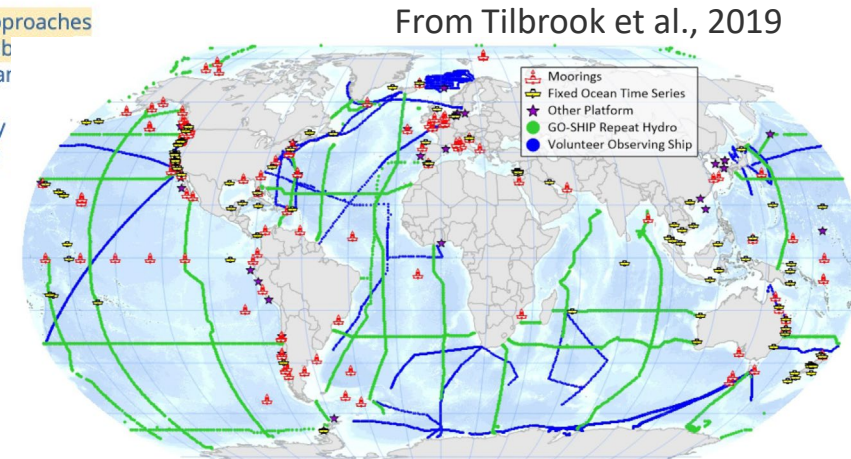 proaches
From Tilbrook et al., 2019
Moorings
Fixed Ocean Time Series
Other Platform
GO-SHIP Repeat Hydro
Volunteer Observing Ship